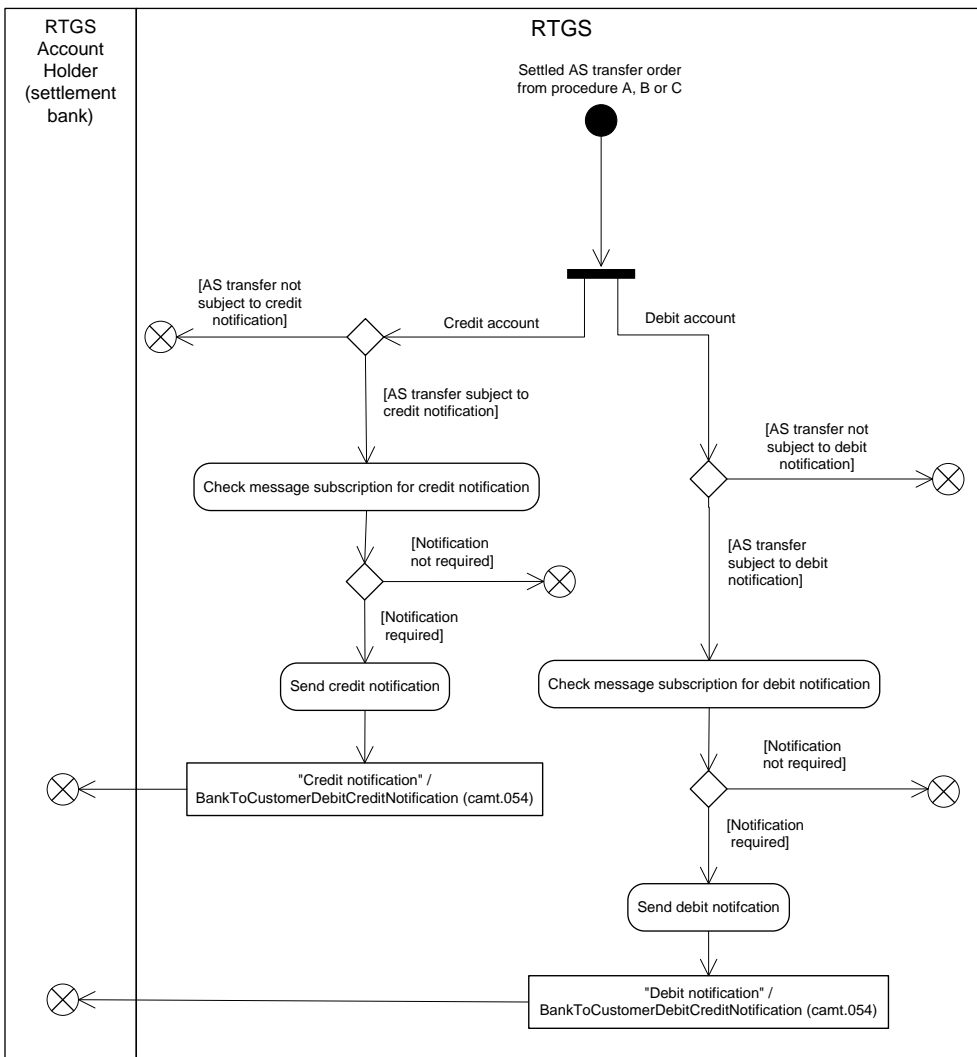 RTGS
Account
Holder
(settlement
bank)
RTGS
Settled AS transfer order
from procedure A, B or C
[AS transfer not
subject to credit
notification]
Credit account
Debit account
[AS transfer subject to
credit notification]
[AS transfer not
subject to debit
notification]
Check message subscription for credit notification
[Notification
not required]
[AS transfer
subject to debit
notification]
[Notification
required]
Send credit notification
Check message subscription for debit notification
"Credit notification" /
BankToCustomerDebitCreditNotification (camt.054)
[Notification
not required]
[Notification
required]
Send debit notifcation
"Debit notification" /
BankToCustomerDebitCreditNotification (camt.054)